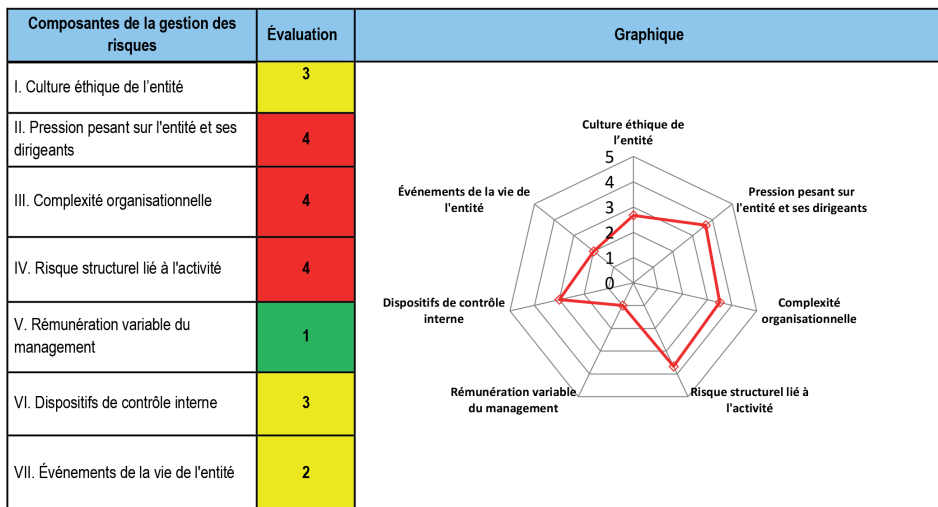 Composantes de la gestion des
risques
Évaluation
Graphique
I. Culture éthique de l’entité
3
II. Pression pesant sur l'entité et ses
dirigeants
4
III. Complexité organisationnelle
4
IV. Risque structurel lié à l'activité
4
V. Rémunération variable du
management
1
VI. Dispositifs de contrôle interne
3
VII. Événements de la vie de l'entité
2
Culture éthique de
l’entité
5
4
3
2
1
0
Pression pesant sur
l'entité et ses dirigeants
Complexité
organisationnelle
Risque structurel lié à
l'activité
Rémunération variable
du management
Dispositifs de contrôle
interne
Événements de la vie de
l'entité